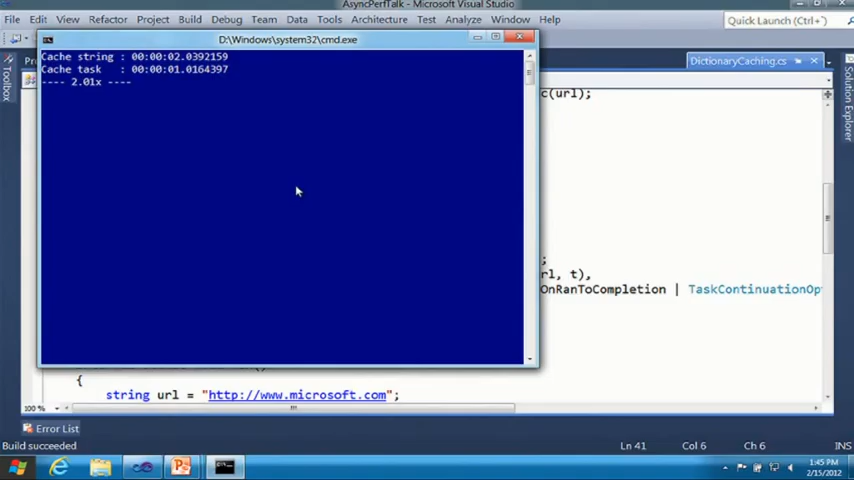 AsyncPerfTalk - Microsoft Visual Studio
File Edit View Refactor Project Build Debug Team Data Tools Architecture Test Analyze Window Help
Quick Launch (Ctrl+Q)
D:\Windows\system32\cmd.exe
DictionaryCaching.cs
Toolbox
Solution Explorer
Cache string : 00:00:02.0392159
Cache task   : 00:00:01.0164397
---- 2.01x ----
c(url);
;
rl, t),
OnRanToCompletion | TaskContinuationOp
{
string url = "http://www.microsoft.com";
100 %
Error List
Build succeeded
Ln 41 Col 6 Ch 6 INS
1:45 PM
2/15/2012